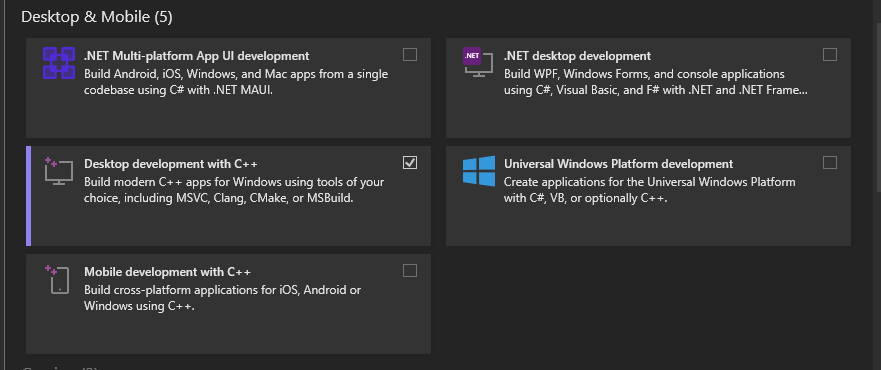 Desktop & Mobile (5)
.NET Multi-platform App UI development
Build Android, iOS, Windows, and Mac apps from a single
codebase using C# with .NET MAUI.
.NET
.NET desktop development
Build WPF, Windows Forms, and console applications
using C#, Visual Basic, and F# with .NET and .NET Frame...
Desktop development with C++
Build modern C++ apps for Windows using tools of your
choice, including MSVC, Clang, CMake, or MSBuild.
Universal Windows Platform development
Create applications for the Universal Windows Platform
with C#, VB, or optionally C++.
Mobile development with C++
Build cross-platform applications for iOS, Android or
Windows using C++.